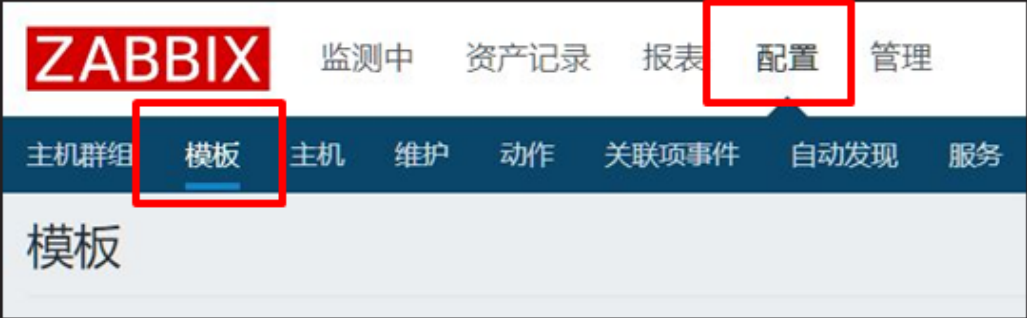 ZABBIX 监测中 资产记录 报表 配置 管理
主机群组 模板 主机 维护 动作 关联项事件 自动发现 服务
模板